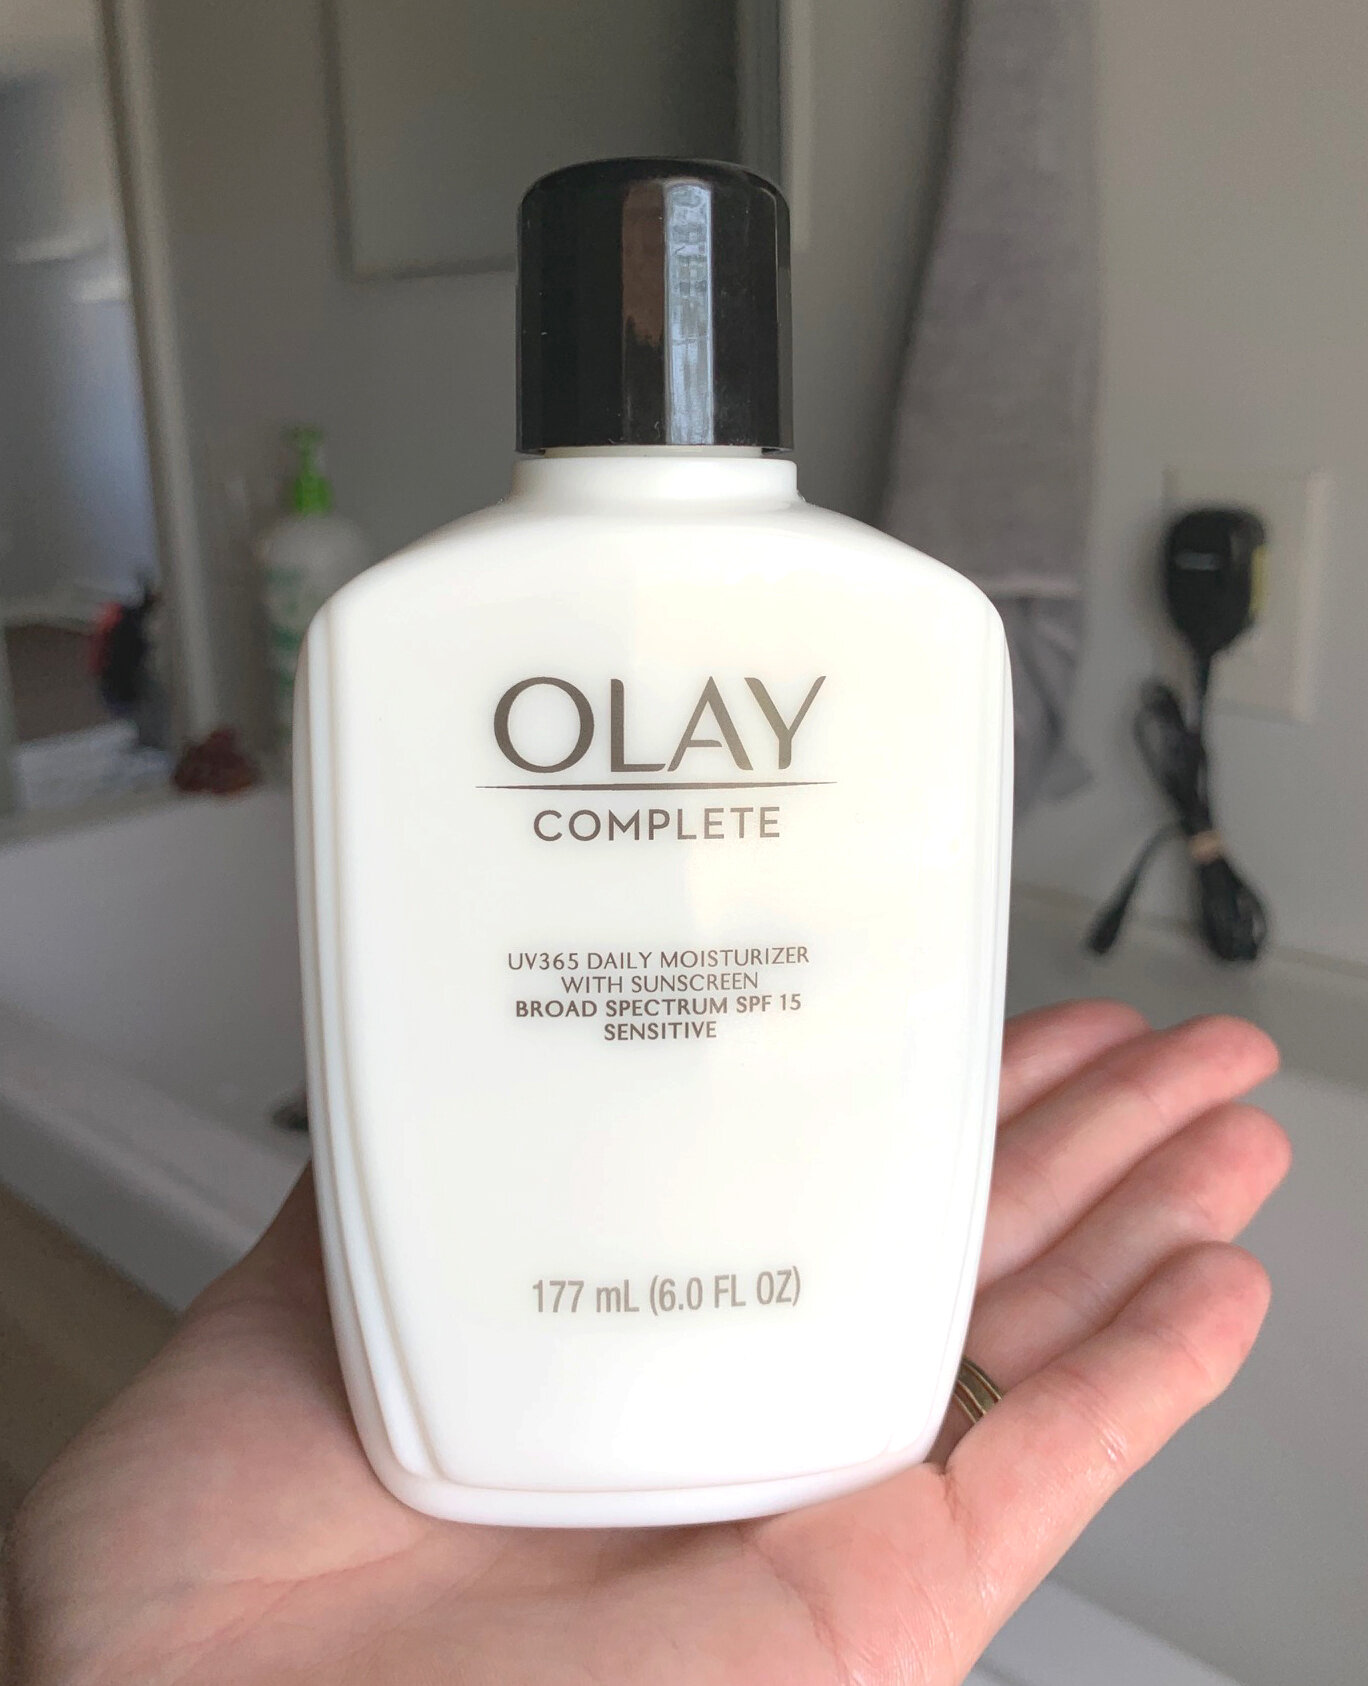 OLAY
COMPLETE
UV365 DAILY MOISTURIZER
WITH SUNSCREEN
BROAD SPECTRUM SPF 15
SENSITIVE
177 mL (6.0 FL OZ)